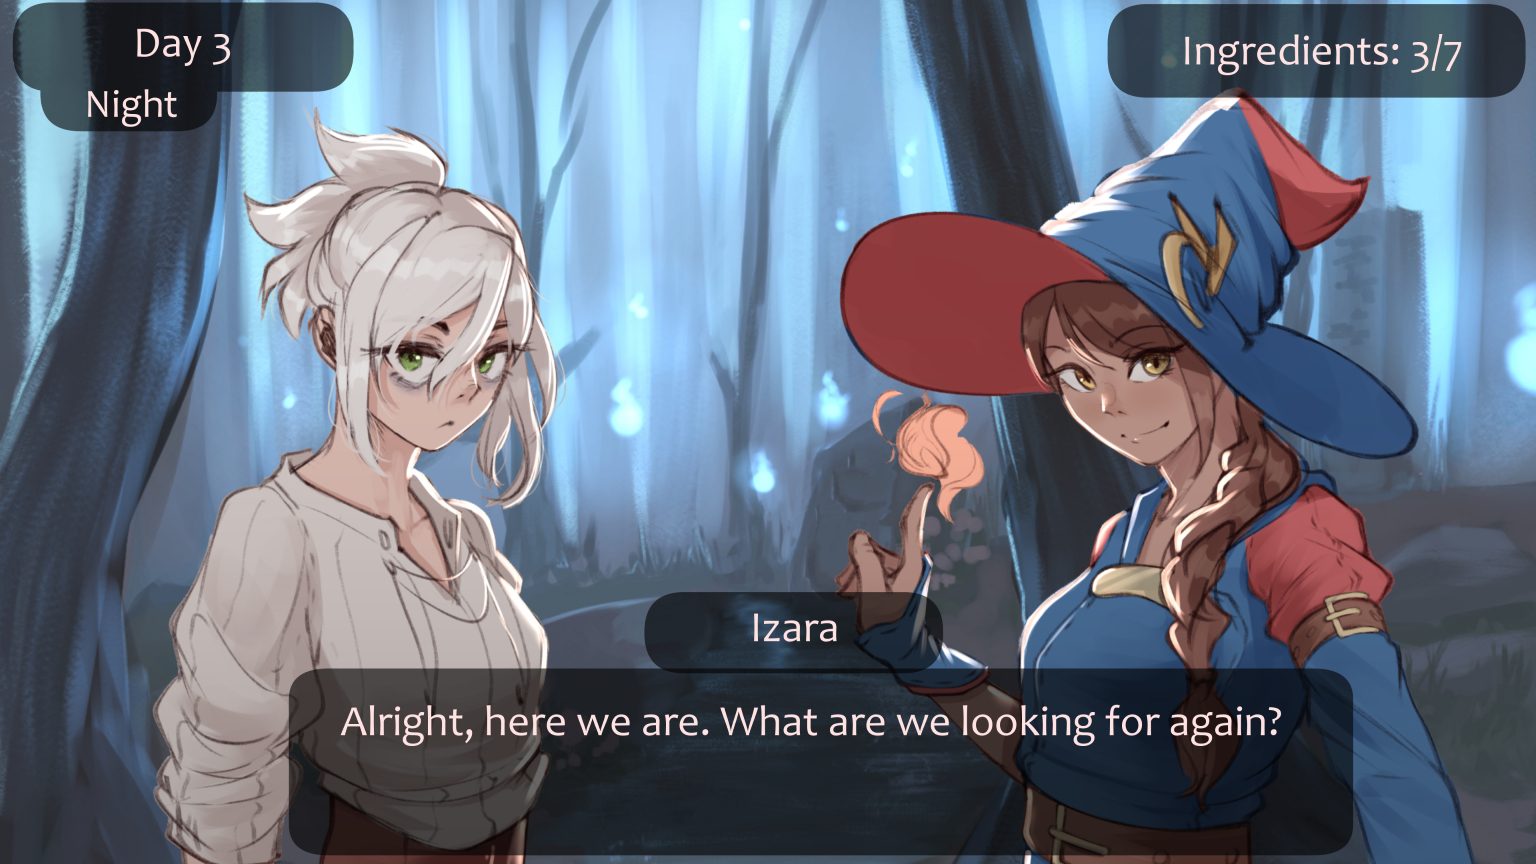 Day 3
Ingredients: 3/7
Night
Izara
Alright, here we are. What are we looking for again?